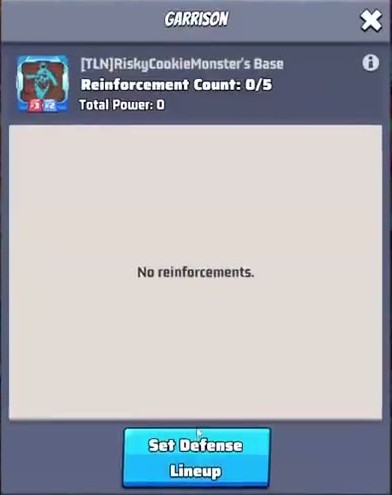 GARRISON
[TLN]RiskyCookieMonster's Base
Reinforcement Count: 0/5
Total Power: 0
No reinforcements.
Set Defense
Lineup